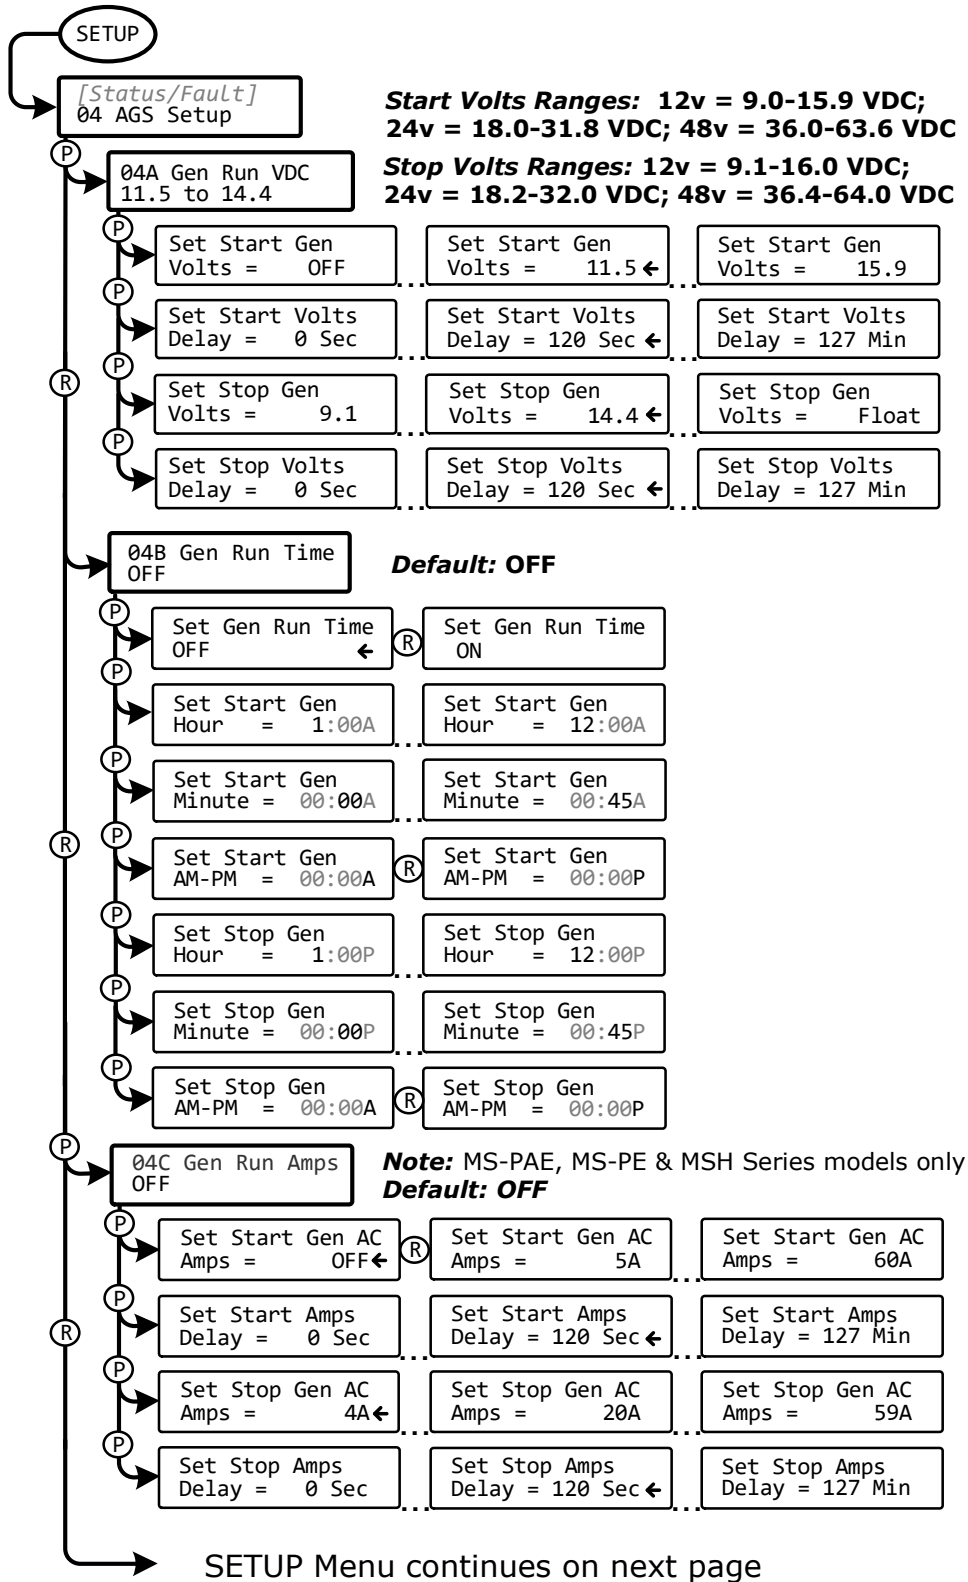 SETUP
[Status/Fault]
04 AGS Setup
Start Volts Ranges: 12v = 9.0-15.9 VDC;
24v = 18.0-31.8 VDC; 48v = 36.0-63.6 VDC
P
04A Gen Run VDC
11.5 to 14.4
Stop Volts Ranges: 12v = 9.1-16.0 VDC;
24v = 18.2-32.0 VDC; 48v = 36.4-64.0 VDC
P
Set Start Gen
Volts = OFF
...
Set Start Gen
Volts = 11.5 ←
...
Set Start Gen
Volts = 15.9
P
Set Start Volts
Delay = 0 Sec
...
Set Start Volts
Delay = 120 Sec ←
...
Set Start Volts
Delay = 127 Min
P
R
Set Stop Gen
Volts = 9.1
...
Set Stop Gen
Volts = 14.4 ←
...
Set Stop Gen
Volts = Float
P
Set Stop Volts
Delay = 0 Sec
...
Set Stop Volts
Delay = 120 Sec ←
...
Set Stop Volts
Delay = 127 Min
04B Gen Run Time
OFF
Default: OFF
P
Set Gen Run Time
OFF ←
R
Set Gen Run Time
ON
P
Set Start Gen
Hour = 1:00A
...
Set Start Gen
Hour = 12:00A
P
Set Start Gen
Minute = 00:00A
...
Set Start Gen
Minute = 00:45A
P
R
Set Start Gen
AM-PM = 00:00A
R
Set Start Gen
AM-PM = 00:00P
P
Set Stop Gen
Hour = 1:00P
...
Set Stop Gen
Hour = 12:00P
P
Set Stop Gen
Minute = 00:00P
...
Set Stop Gen
Minute = 00:45P
P
Set Stop Gen
AM-PM = 00:00A
R
Set Stop Gen
AM-PM = 00:00P
P
04C Gen Run Amps
OFF
Note: MS-PAE, MS-PE & MSH Series models only
Default: OFF
P
Set Start Gen AC
Amps = OFF←
R
Set Start Gen AC
Amps = 5A
...
Set Start Gen AC
Amps = 60A
P
R
Set Start Amps
Delay = 0 Sec
...
Set Start Amps
Delay = 120 Sec←
...
Set Start Amps
Delay = 127 Min
P
Set Stop Gen AC
Amps = 4A←
...
Set Stop Gen AC
Amps = 20A
...
Set Stop Gen AC
Amps = 59A
P
Set Stop Amps
Delay = 0 Sec
...
Set Stop Amps
Delay = 120 Sec←
...
Set Stop Amps
Delay = 127 Min
SETUP Menu continues on next page